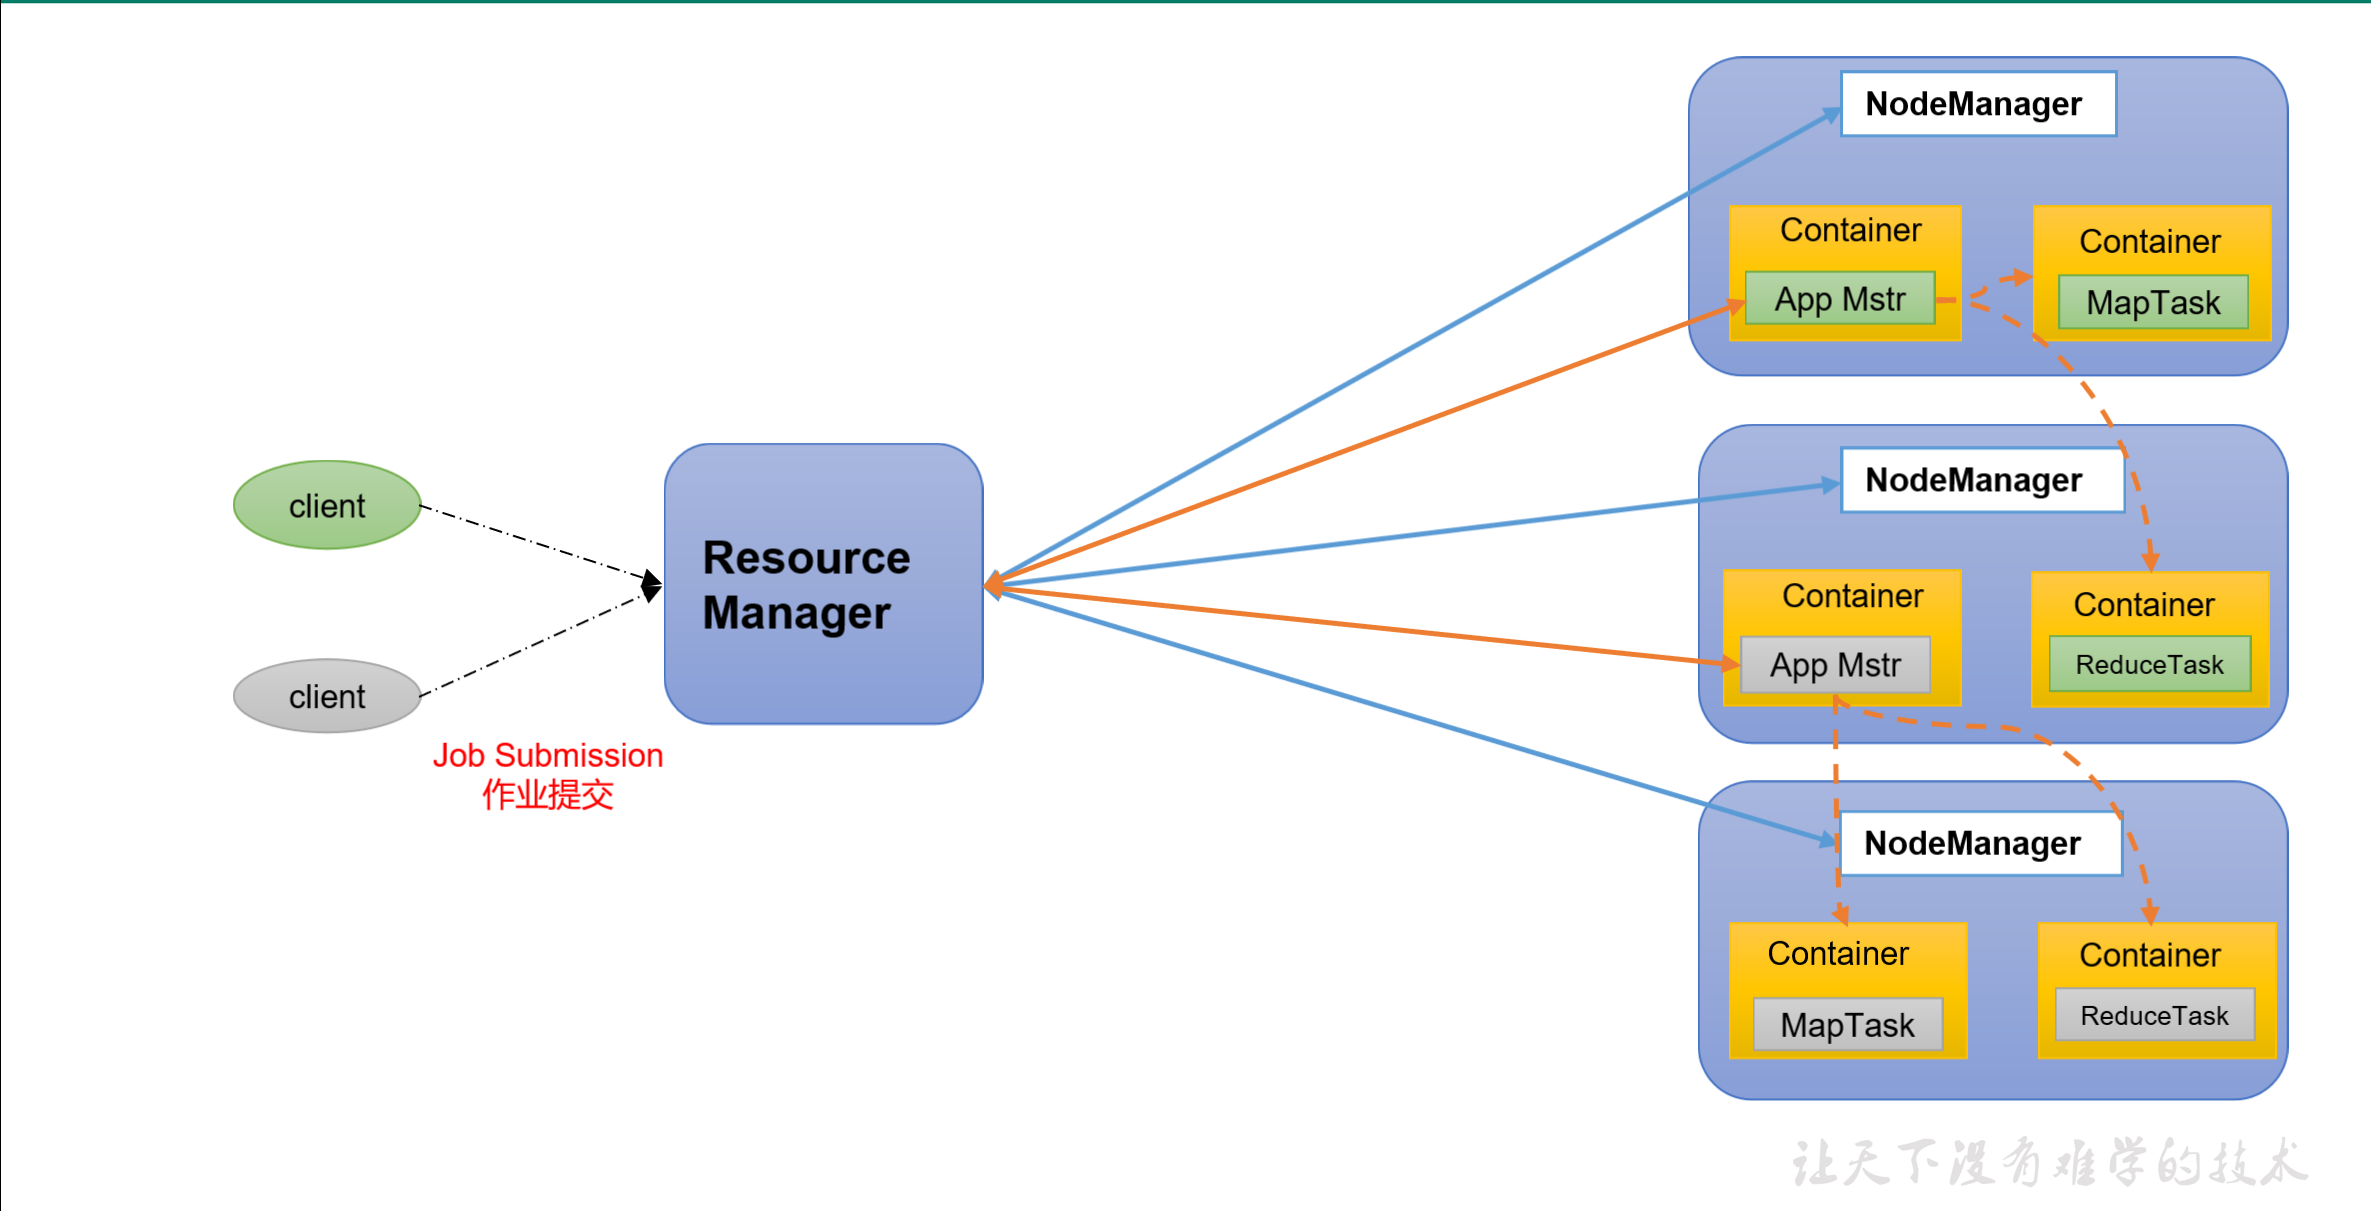 client
client
Job Submission
作业提交
Resource
Manager
NodeManager
Container
App Mstr
Container
MapTask
NodeManager
Container
App Mstr
Container
ReduceTask
NodeManager
Container
MapTask
Container
ReduceTask
让天下没有难学的技术